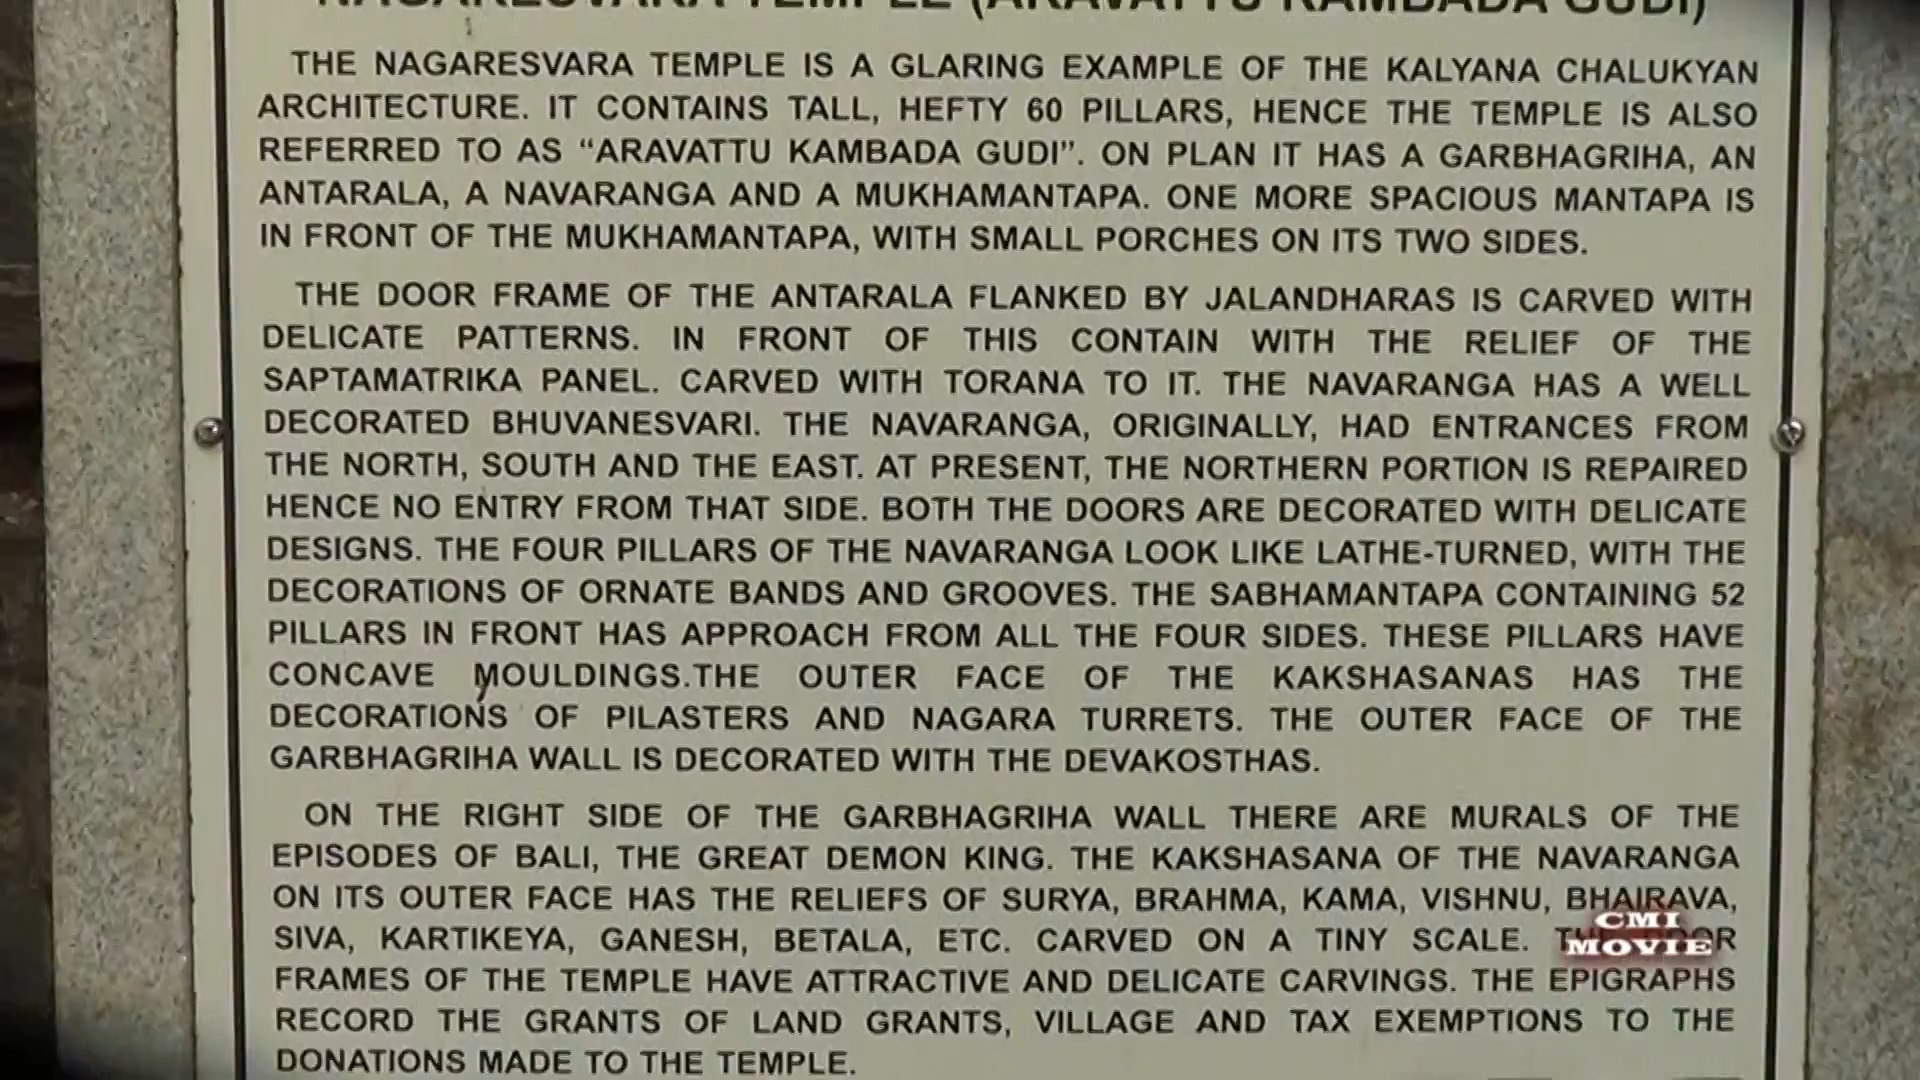 NAGARESVARA TEMPLE (ARAVATTU KAMBADA GUDI)
THE NAGARESVARA TEMPLE IS A GLARING EXAMPLE OF THE KALYANA CHALUKYAN
ARCHITECTURE. IT CONTAINS TALL, HEFTY 60 PILLARS, HENCE THE TEMPLE IS ALSO
REFERRED TO AS “ARAVATTU KAMBADA GUDI”. ON PLAN IT HAS A GARBHAGRIHA, AN
ANTARALA, A NAVARANGA AND A MUKHAMANTAPA. ONE MORE SPACIOUS MANTAPA IS
IN FRONT OF THE MUKHAMANTAPA, WITH SMALL PORCHES ON ITS TWO SIDES.
THE DOOR FRAME OF THE ANTARALA FLANKED BY JALANDHARAS IS CARVED WITH
DELICATE PATTERNS. IN FRONT OF THIS CONTAIN WITH THE RELIEF OF THE
SAPTAMATRIKA PANEL. CARVED WITH TORANA TO IT. THE NAVARANGA HAS A WELL
DECORATED BHUVANESVARI. THE NAVARANGA, ORIGINALLY, HAD ENTRANCES FROM
THE NORTH, SOUTH AND THE EAST. AT PRESENT, THE NORTHERN PORTION IS REPAIRED
HENCE NO ENTRY FROM THAT SIDE. BOTH THE DOORS ARE DECORATED WITH DELICATE
DESIGNS. THE FOUR PILLARS OF THE NAVARANGA LOOK LIKE LATHE-TURNED, WITH THE
DECORATIONS OF ORNATE BANDS AND GROOVES. THE SABHAMANTAPA CONTAINING 52
PILLARS IN FRONT HAS APPROACH FROM ALL THE FOUR SIDES. THESE PILLARS HAVE
CONCAVE MOULDINGS.THE OUTER FACE OF THE KAKSHASANAS HAS THE
DECORATIONS OF PILASTERS AND NAGARA TURRETS. THE OUTER FACE OF THE
GARBHAGRIHA WALL IS DECORATED WITH THE DEVAKOSTHAS.
ON THE RIGHT SIDE OF THE GARBHAGRIHA WALL THERE ARE MURALS OF THE
EPISODES OF BALI, THE GREAT DEMON KING. THE KAKSHASANA OF THE NAVARANGA
ON ITS OUTER FACE HAS THE RELIEFS OF SURYA, BRAHMA, KAMA, VISHNU, BHAIRAVA,
SIVA, KARTIKEYA, GANESH, BETALA, ETC. CARVED ON A TINY SCALE. THE DOOR
FRAMES OF THE TEMPLE HAVE ATTRACTIVE AND DELICATE CARVINGS. THE EPIGRAPHS
RECORD THE GRANTS OF LAND GRANTS, VILLAGE AND TAX EXEMPTIONS TO THE
DONATIONS MADE TO THE TEMPLE.
CMI
MOVIE